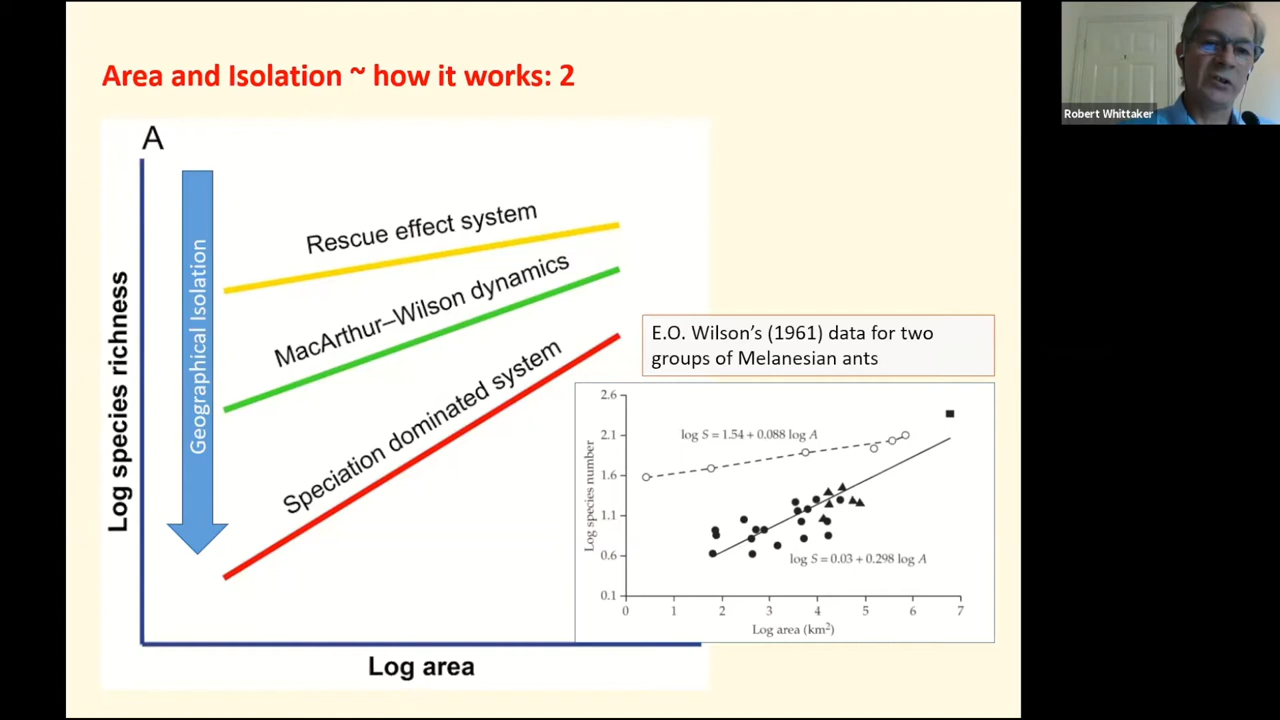 Area and Isolation ~ how it works: 2
A
Log species richness
Geographical Isolation
Rescue effect system
MacArthur–Wilson dynamics
Speciation dominated system
Log area
E.O. Wilson’s (1961) data for two
groups of Melanesian ants
Log species number
2.6
2.1
1.6
1.1
0.6
0.1
log S = 1.54 + 0.088 log A
log S = 0.03 + 0.298 log A
0 1 2 3 4 5 6 7
Log area (km²)
Robert Whittaker